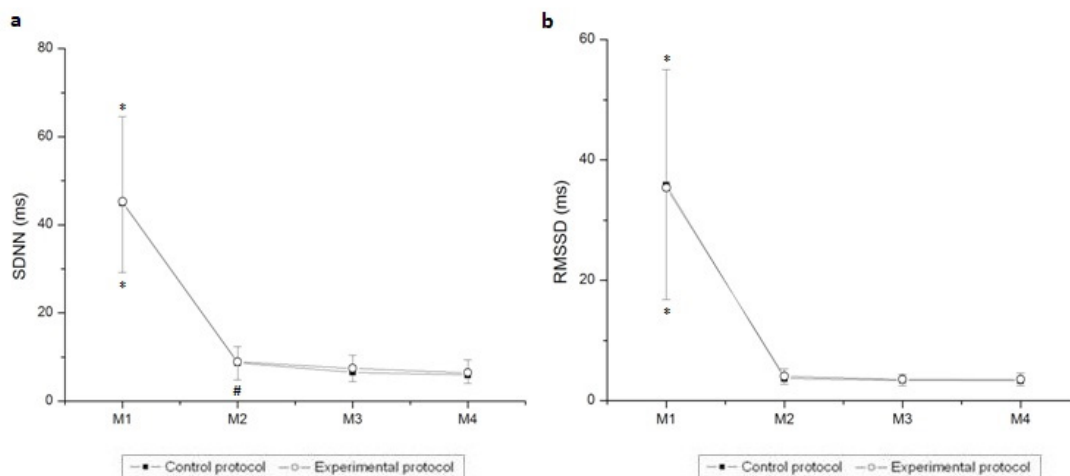 a
80
60
40
20
0
SDNN (ms)
*
*
#
M1 M2 M3 M4
Control protocol Experimental protocol
b
60
40
20
0
RMSSD (ms)
*
*
M1 M2 M3 M4
Control protocol Experimental protocol